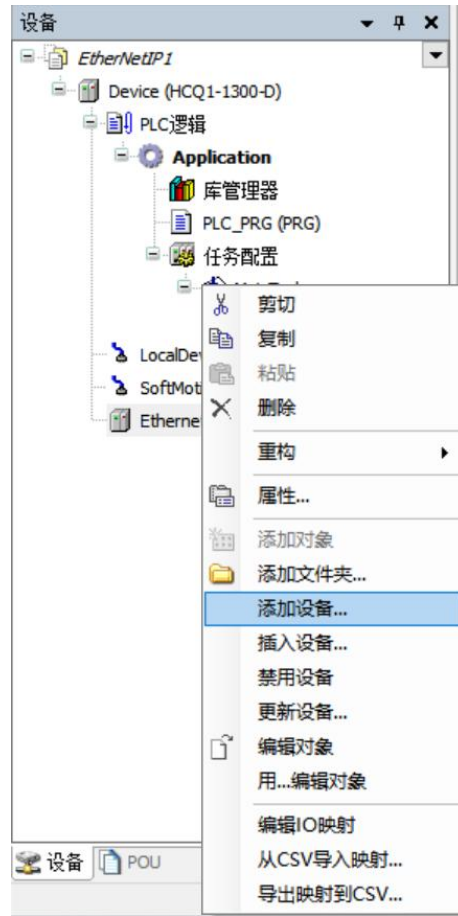 设备
EtherNetIP1
Device (HCQ1-1300-D)
PLC逻辑
Application
库管理器
PLC_PRG (PRG)
任务配置
剪切
复制
LocalDe
粘贴
SoftMoti
删除
Etherne
重构
属性...
添加对象
添加文件夹...
添加设备...
插入设备...
禁用设备
更新设备...
编辑对象
用...编辑对象
编辑IO映射
从CSV导入映射...
导出映射到CSV...
设备
POU